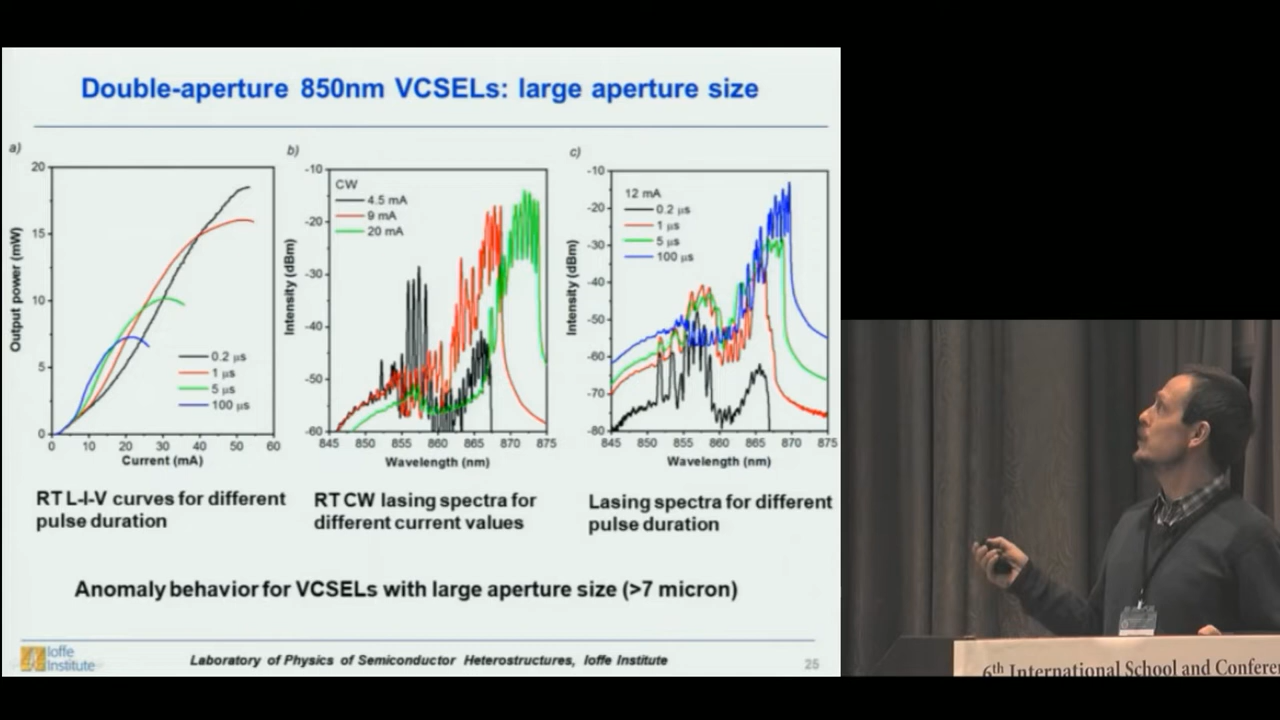 Double-aperture 850nm VCSELs: large aperture size
a)
20
15
10
5
0
0 10 20 30 40 50 60
Output power (mW)
Current (mA)
0.2 μs
1 μs
5 μs
100 μs
b)
-10
-20
-30
-40
-50
-60
845 850 855 860 865 870 875
Intensity (dBm)
Wavelength (nm)
CW
4.5 mA
9 mA
20 mA
c)
-10
-20
-30
-40
-50
-60
-70
-80
845 850 855 860 865 870 875
Intensity (dBm)
Wavelength (nm)
12 mA
0.2 μs
1 μs
5 μs
100 μs
RT L-I-V curves for different
pulse duration
RT CW lasing spectra for
different current values
Lasing spectra for different
pulse duration
Anomaly behavior for VCSELs with large aperture size (>7 micron)
Ioffe
Institute
Laboratory of Physics of Semiconductor Heterostructures, Ioffe Institute
25
6th International School and Conferen